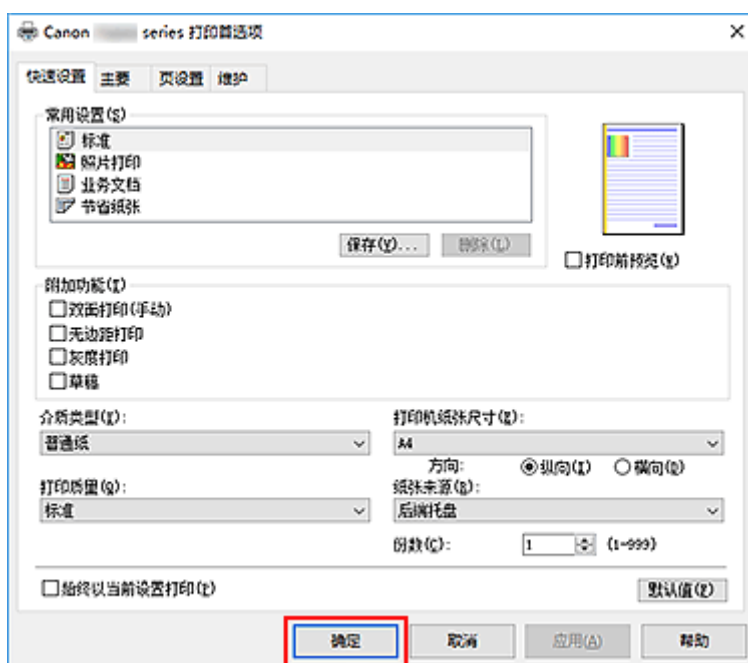 Canon series 打印首选项
快速设置 主要 页设置 维护
常用设置(S)
标准
照片打印
业务文档
节省纸张
保存(V)... 删除(L)
打印前预览(W)
附加功能(I)
双面打印(手动)
无边距打印
灰度打印
草稿
介质类型(Y): 打印机纸张尺寸(Z):
普通纸 A4
方向: 纵向(I) 横向(D)
打印质量(Q): 纸张来源(R):
标准 后端托盘
份数(C): 1 (1-999)
始终以当前设置打印(P) 默认值(F)
确定 取消 应用(A) 帮助